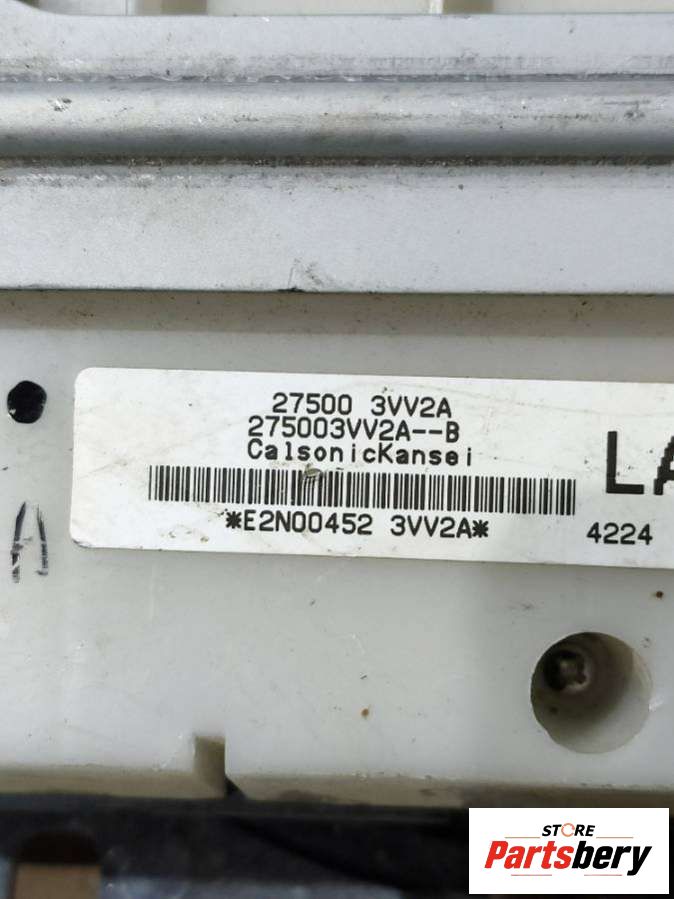 27500 3VV2A
275003VV2A--B
CalsonicKansei
LA
*E2N00452 3VV2A*
4224
A
STORE
Partsbery